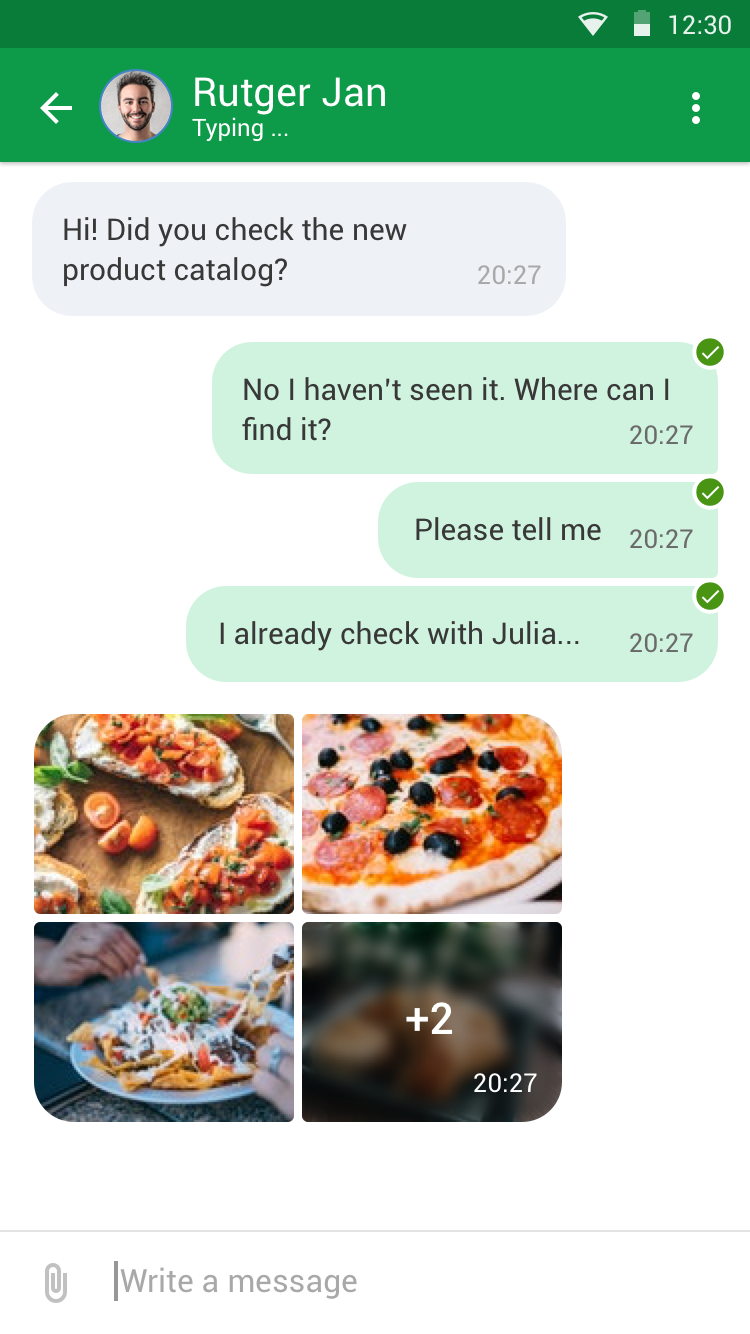 12:30
Rutger Jan
Typing ...
Hi! Did you check the new
product catalog?
20:27
No I haven't seen it. Where can I
find it?
20:27
Please tell me
20:27
I already check with Julia...
20:27
+2
20:27
Write a message